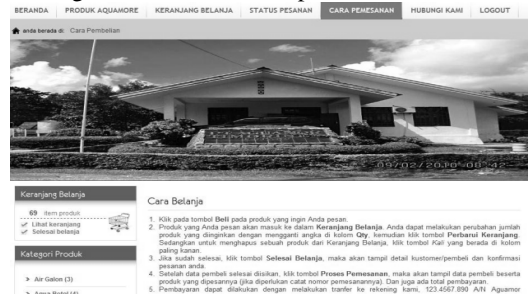 BERANDA PRODUK AQUAMORE KERANJANG BELANJA STATUS PESANAN CARA PEMESANAN HUBUNGI KAMI LOGOUT
anda berada di: Cara Pembelian
09/02/2010 00:42
Keranjang Belanja
69 item produk
Lihat keranjang
Selesai belanja
Kategori Produk
Air Galon (3)
Aqua Botol (4)
Cara Belanja
1. Klik pada tombol Beli pada produk yang ingin Anda pesan.
2. Produk yang Anda pesan akan masuk ke dalam Keranjang Belanja. Anda dapat melakukan perubahan jumlah
produk yang diinginkan dengan mengganti angka di kolom Qty, kemudian klik tombol Perbarui Keranjang.
Sedangkan untuk menghapus sebuah produk dari Keranjang Belanja, klik tombol Kali yang berada di kolom
paling kanan.
3. Jika sudah selesai, klik tombol Selesai Belanja, maka akan tampil detail kustomer/pembeli dan konfirmasi
pesanan anda.
4. Setelah data pembeli selesai diisikan, klik tombol Proses Pemesanan, maka akan tampil data pembeli beserta
produk yang dipesannya (jika diperlukan catat nomor pemesanannya). Dan juga ada total pembayaran.
5. Pembayaran dapat dilakukan dengan melakukan tranfer ke rekening kami, 123.4567.890 A/N Aguamor